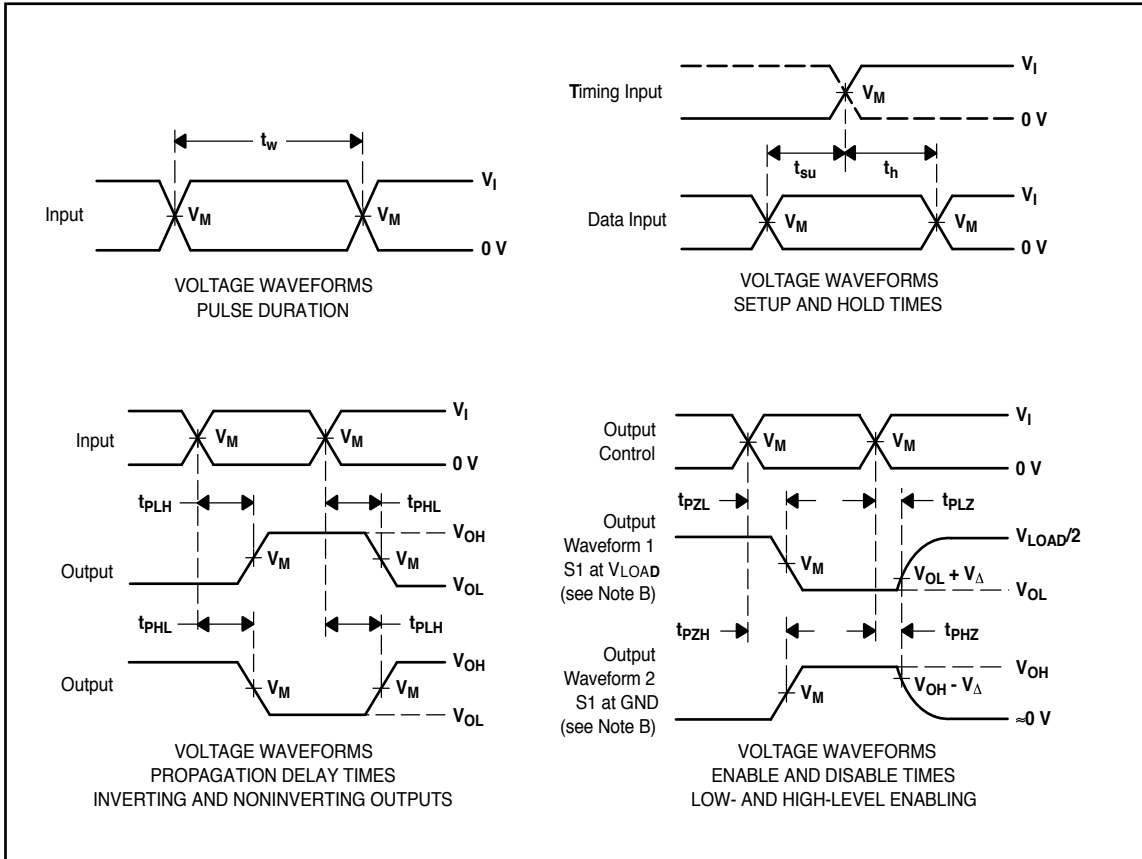 t_w
V_I
Input
V_M
V_M
0 V
VOLTAGE WAVEFORMS
PULSE DURATION
V_I
Timing Input
V_M
0 V
t_su
t_h
V_I
Data Input
V_M
V_M
0 V
VOLTAGE WAVEFORMS
SETUP AND HOLD TIMES
V_I
Input
V_M
V_M
0 V
t_PLH
t_PHL
V_OH
Output
V_M
V_M
V_OL
t_PHL
t_PLH
V_OH
Output
V_M
V_M
V_OL
VOLTAGE WAVEFORMS
PROPAGATION DELAY TIMES
INVERTING AND NONINVERTING OUTPUTS
V_I
Output
Control
V_M
V_M
0 V
t_PZL
t_PLZ
Output
Waveform 1
S1 at V_LOAD
(see Note B)
V_LOAD/2
V_M
V_OL + V_Δ
V_OL
t_PZH
t_PHZ
Output
Waveform 2
S1 at GND
(see Note B)
V_OH
V_M
V_OH - V_Δ
≈0 V
VOLTAGE WAVEFORMS
ENABLE AND DISABLE TIMES
LOW- AND HIGH-LEVEL ENABLING